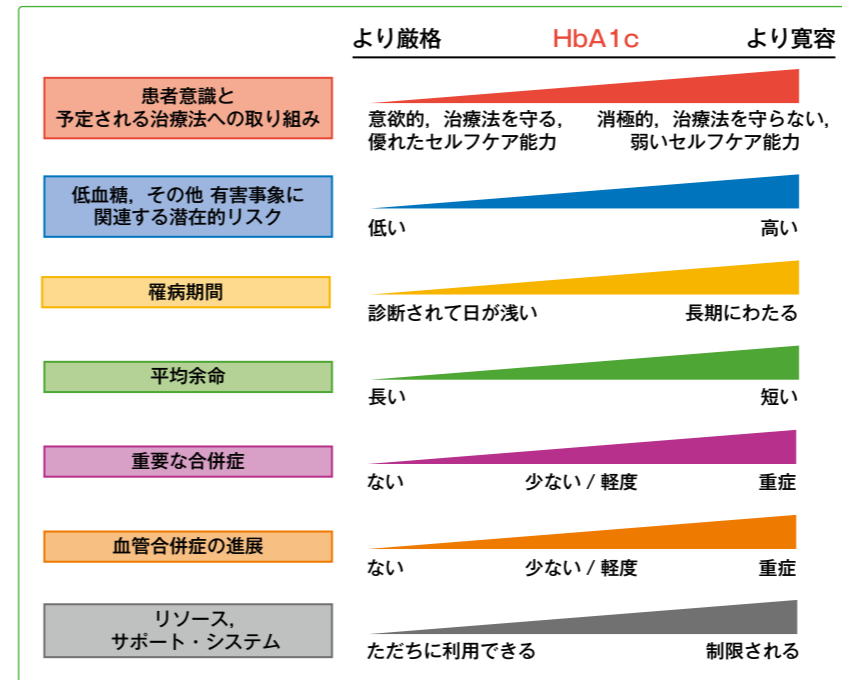 より厳格 HbA1c より寛容
患者意識と
予定される治療法への取り組み
意欲的，治療法を守る，
優れたセルフケア能力
消極的，治療法を守らない，
弱いセルフケア能力
低血糖，その他 有害事象に
関連する潜在的リスク
低い 高い
罹病期間
診断されて日が浅い 長期にわたる
平均余命
長い 短い
重要な合併症
ない 少ない / 軽度 重症
血管合併症の進展
ない 少ない / 軽度 重症
リソース，
サポート・システム
ただちに利用できる 制限される